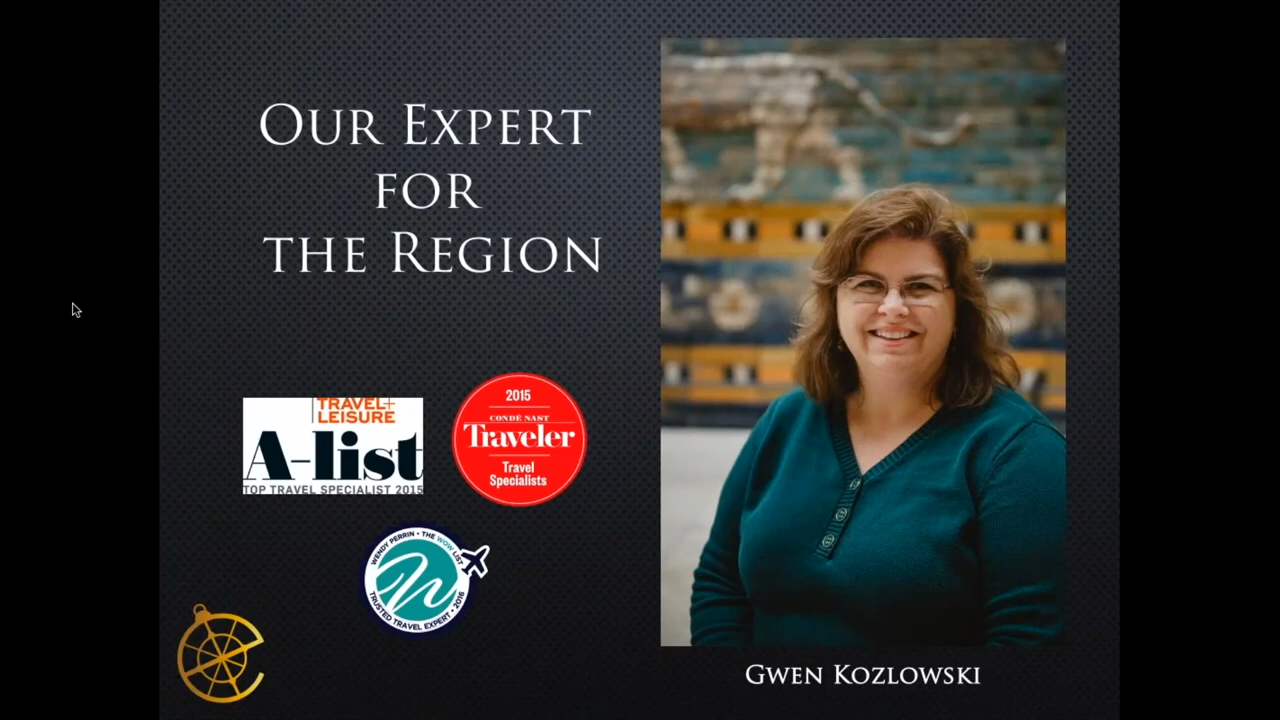 OUR EXPERT
FOR
THE REGION
TRAVEL+
LEISURE
A-list
TOP TRAVEL SPECIALIST 2015
2015
CONDÉ NAST
Traveler
Travel
Specialists
WENDY PERRIN • THE WOW LIST
TRUSTED TRAVEL EXPERT • 2016
GWEN KOZLOWSKI